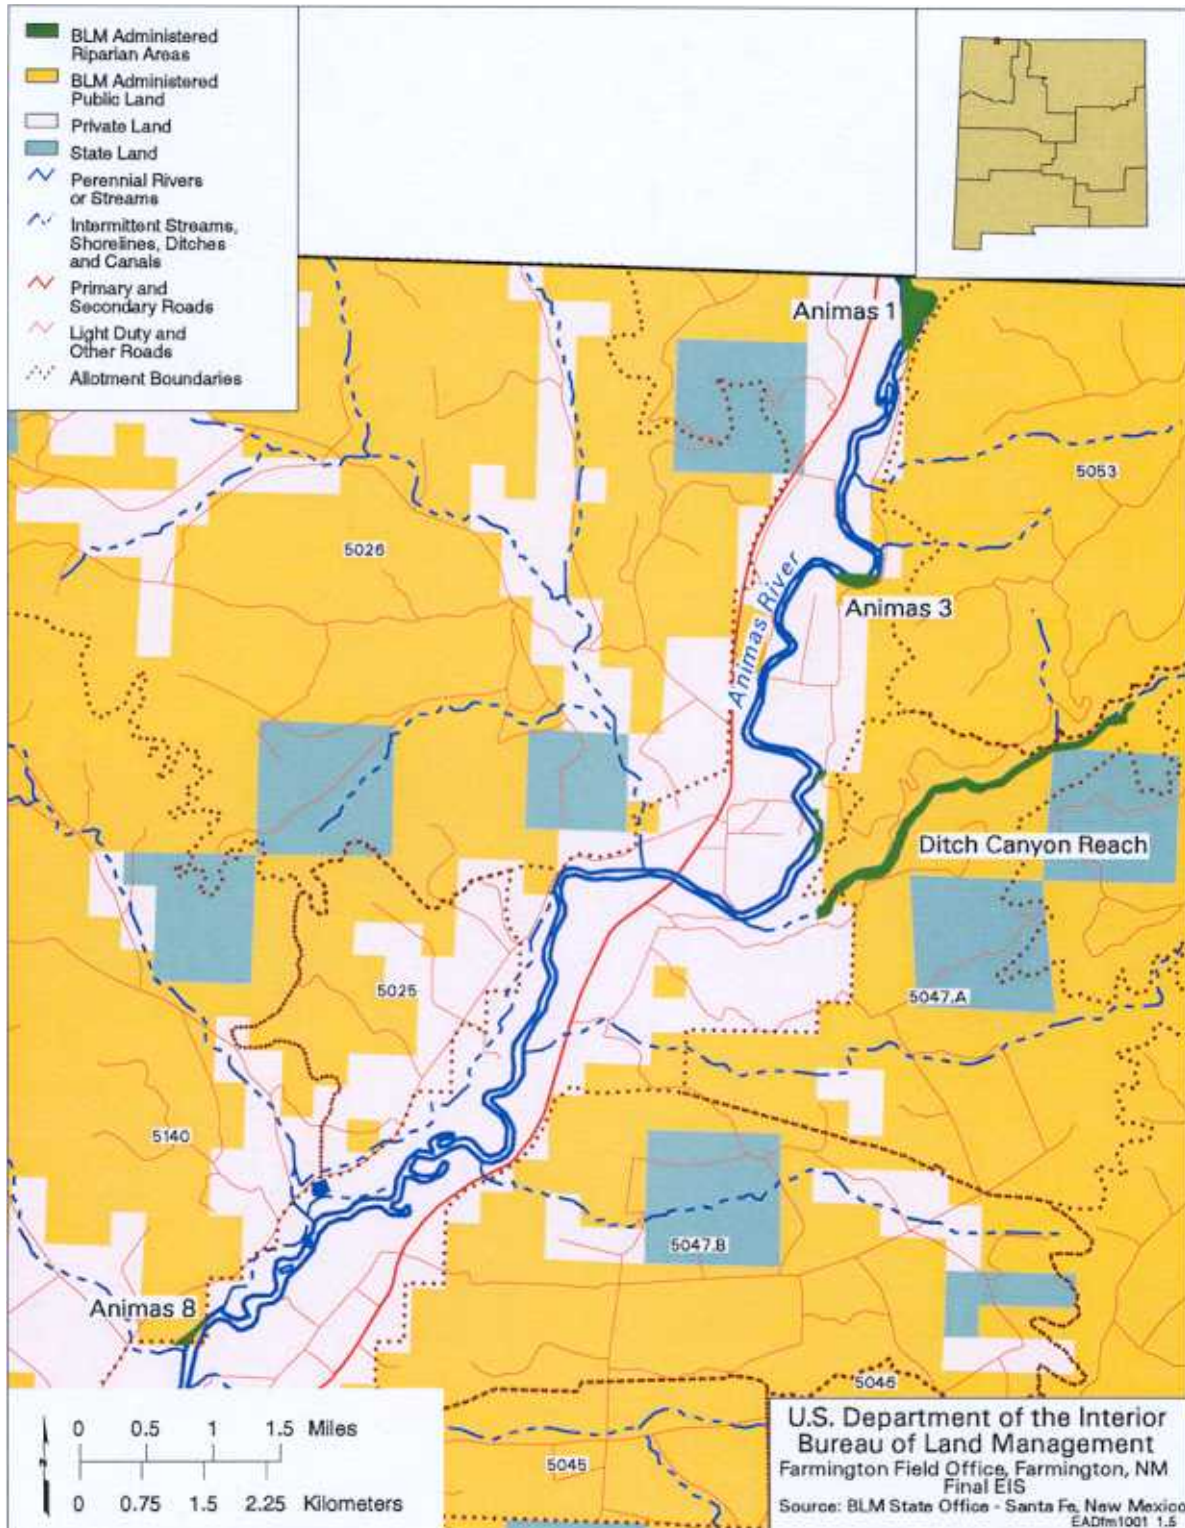 BLM Administered
Riparian Areas
BLM Administered
Public Land
Private Land
State Land
Perennial Rivers
or Streams
Intermittent Streams,
Shorelines, Ditches
and Canals
Primary and
Secondary Roads
Light Duty and
Other Roads
Allotment Boundaries
Animas 1
5053
5026
Animas River
Animas 3
Ditch Canyon Reach
5025
5047.A
5140
5047.B
Animas 8
5046
5045
0 0.5 1 1.5 Miles
0 0.75 1.5 2.25 Kilometers
U.S. Department of the Interior
Bureau of Land Management
Farmington Field Office, Farmington, NM
Final EIS
Source: BLM State Office - Santa Fe, New Mexico
EADfm1001 1.5